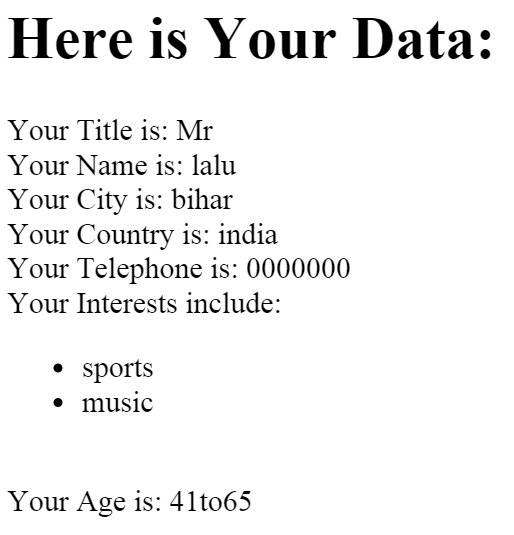 Here is Your Data:
Your Title is: Mr
Your Name is: lalu
Your City is: bihar
Your Country is: india
Your Telephone is: 0000000
Your Interests include:
• sports
• music
Your Age is: 41to65